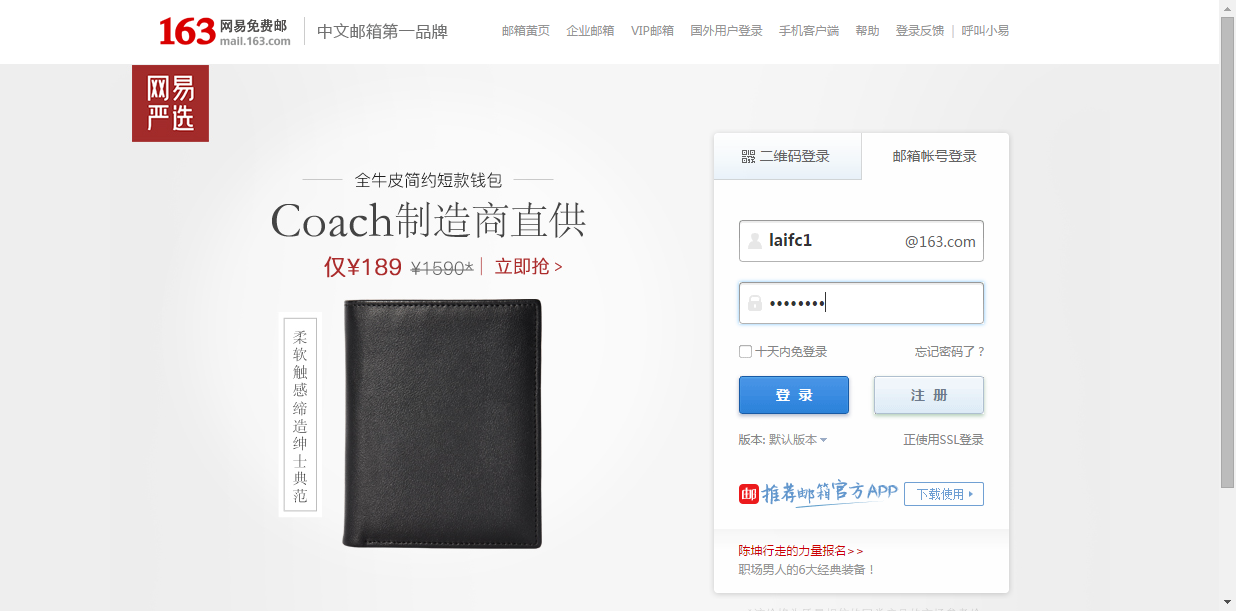 163 网易免费邮
mail.163.com
中文邮箱第一品牌
邮箱黄页 企业邮箱 VIP邮箱 国外用户登录 手机客户端 帮助 登录反馈 | 呼叫小易
网易
严选
全牛皮简约短款钱包
Coach制造商直供
仅¥189 ¥1590* | 立即抢 >
柔软触感缔造绅士典范
二维码登录 邮箱帐号登录
laifc1 @163.com
••••••••
十天内免登录 忘记密码了?
登 录 注 册
版本: 默认版本 正使用SSL登录
邮 推荐邮箱官方APP 下载使用
陈坤行走的力量报名>>
职场男人的6大经典装备！